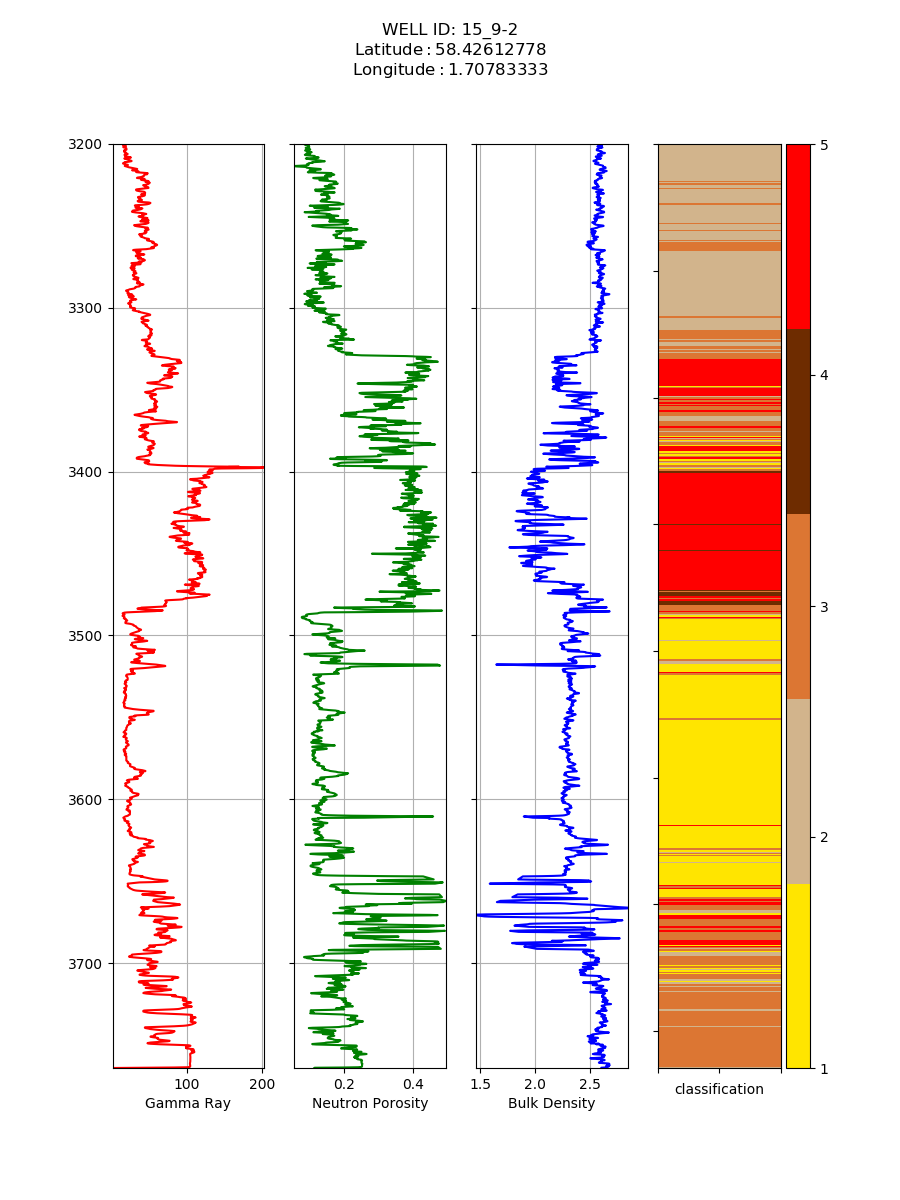 WELL ID: 15_9-2
Latitude : 58.42612778
Longitude : 1.70783333
3200
3300
3400
3500
3600
3700
100 200
Gamma Ray
0.2 0.4
Neutron Porosity
1.5 2.0 2.5
Bulk Density
classification
5
4
3
2
1